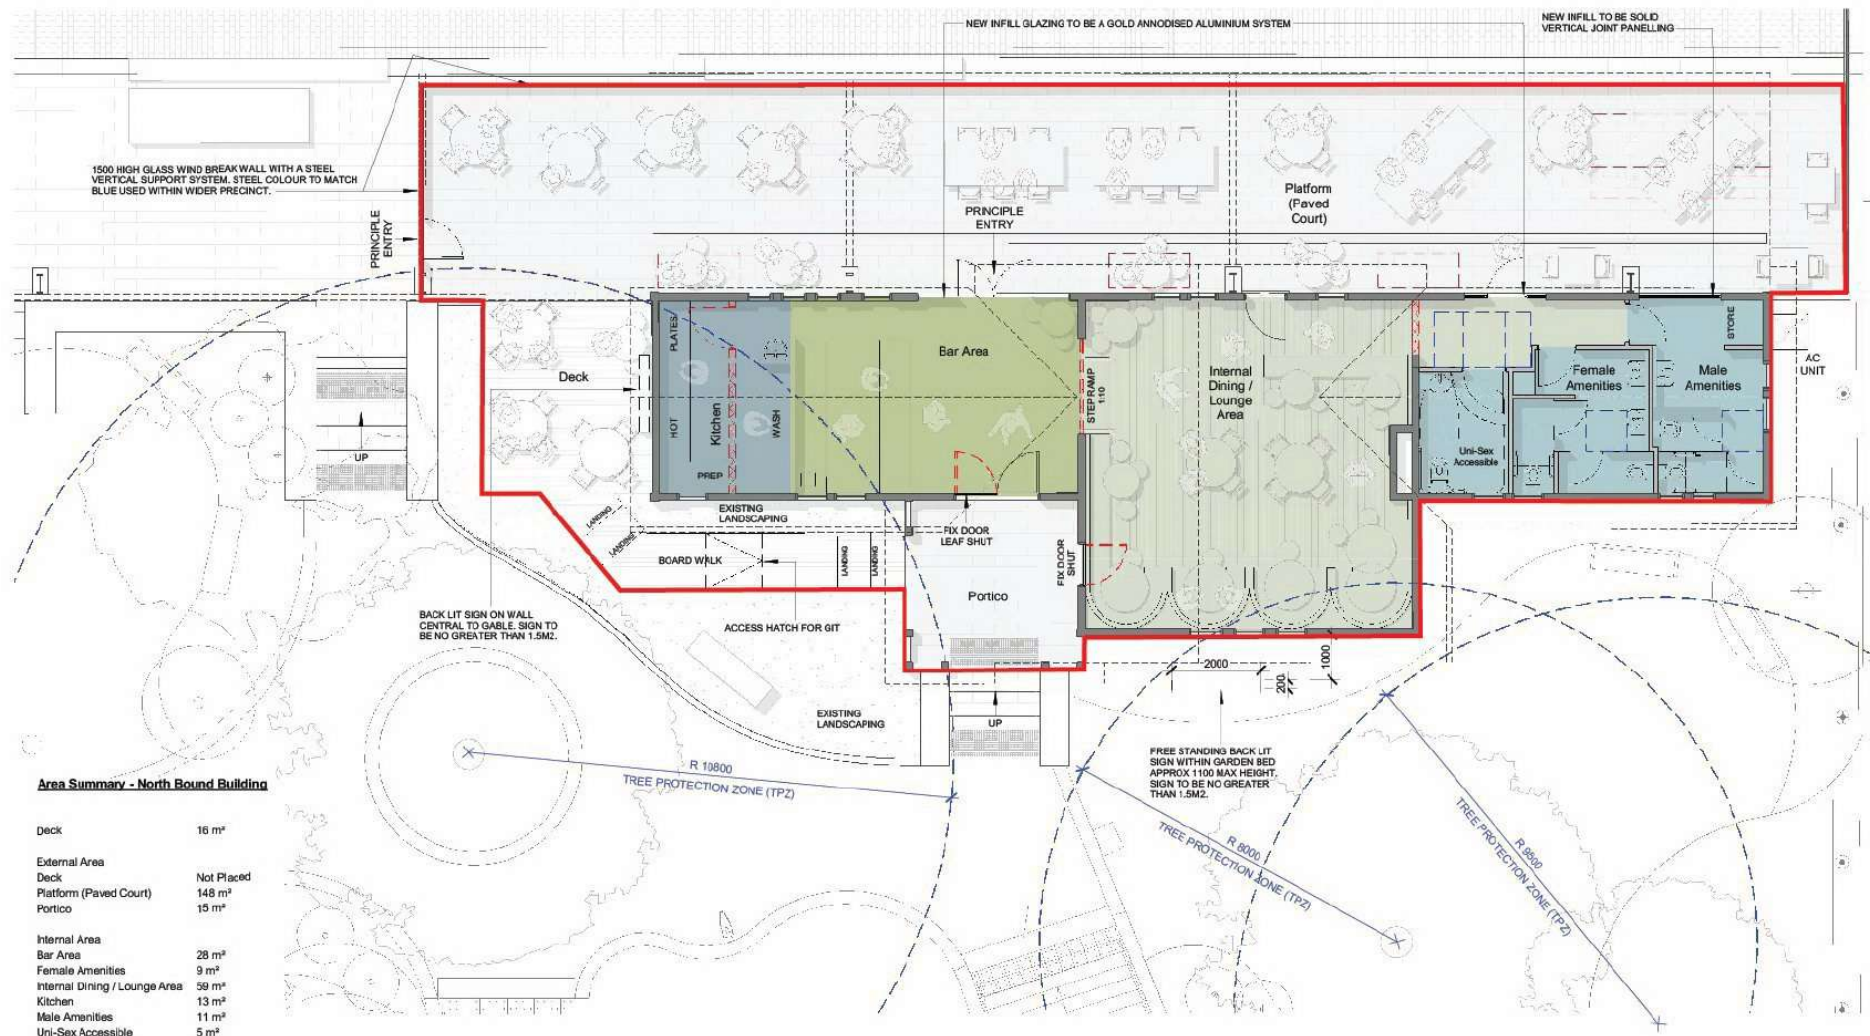 NEW INFILL GLAZING TO BE A GOLD ANNODISED ALUMINIUM SYSTEM
NEW INFILL TO BE SOLID
VERTICAL JOINT PANELLING
1500 HIGH GLASS WIND BREAK WALL WITH A STEEL
VERTICAL SUPPORT SYSTEM. STEEL COLOUR TO MATCH
BLUE USED WITHIN WIDER PRECINCT.
PRINCIPLE
ENTRY
PRINCIPLE
ENTRY
Platform
(Paved
Court)
Deck
HOT
PLATES
Kitchen
WASH
PREP
Bar Area
STEP RAMP
1:10
Internal
Dining /
Lounge
Area
Uni-Sex
Accessible
Female
Amenities
Male
Amenities
STORE
AC
UNIT
UP
EXISTING
LANDSCAPING
LANDING
LANDING
BOARD WALK
LANDING
LANDING
FIX DOOR
LEAF SHUT
FIX DOOR
SHUT
Portico
BACK LIT SIGN ON WALL
CENTRAL TO GABLE. SIGN TO
BE NO GREATER THAN 1.5M2.
ACCESS HATCH FOR GIT
EXISTING
LANDSCAPING
UP
2000
200
1000
FREE STANDING BACK LIT
SIGN WITHIN GARDEN BED
APPROX 1100 MAX HEIGHT.
SIGN TO BE NO GREATER
THAN 1.5M2.
R 10800
TREE PROTECTION ZONE (TPZ)
R 8000
TREE PROTECTION ZONE (TPZ)
R 9500
TREE PROTECTION ZONE (TPZ)
Area Summary - North Bound Building
Deck 16 m²
External Area
Deck Not Placed
Platform (Paved Court) 148 m²
Portico 15 m²
Internal Area
Bar Area 28 m²
Female Amenities 9 m²
Internal Dining / Lounge Area 59 m²
Kitchen 13 m²
Male Amenities 11 m²
Uni-Sex Accessible 5 m²